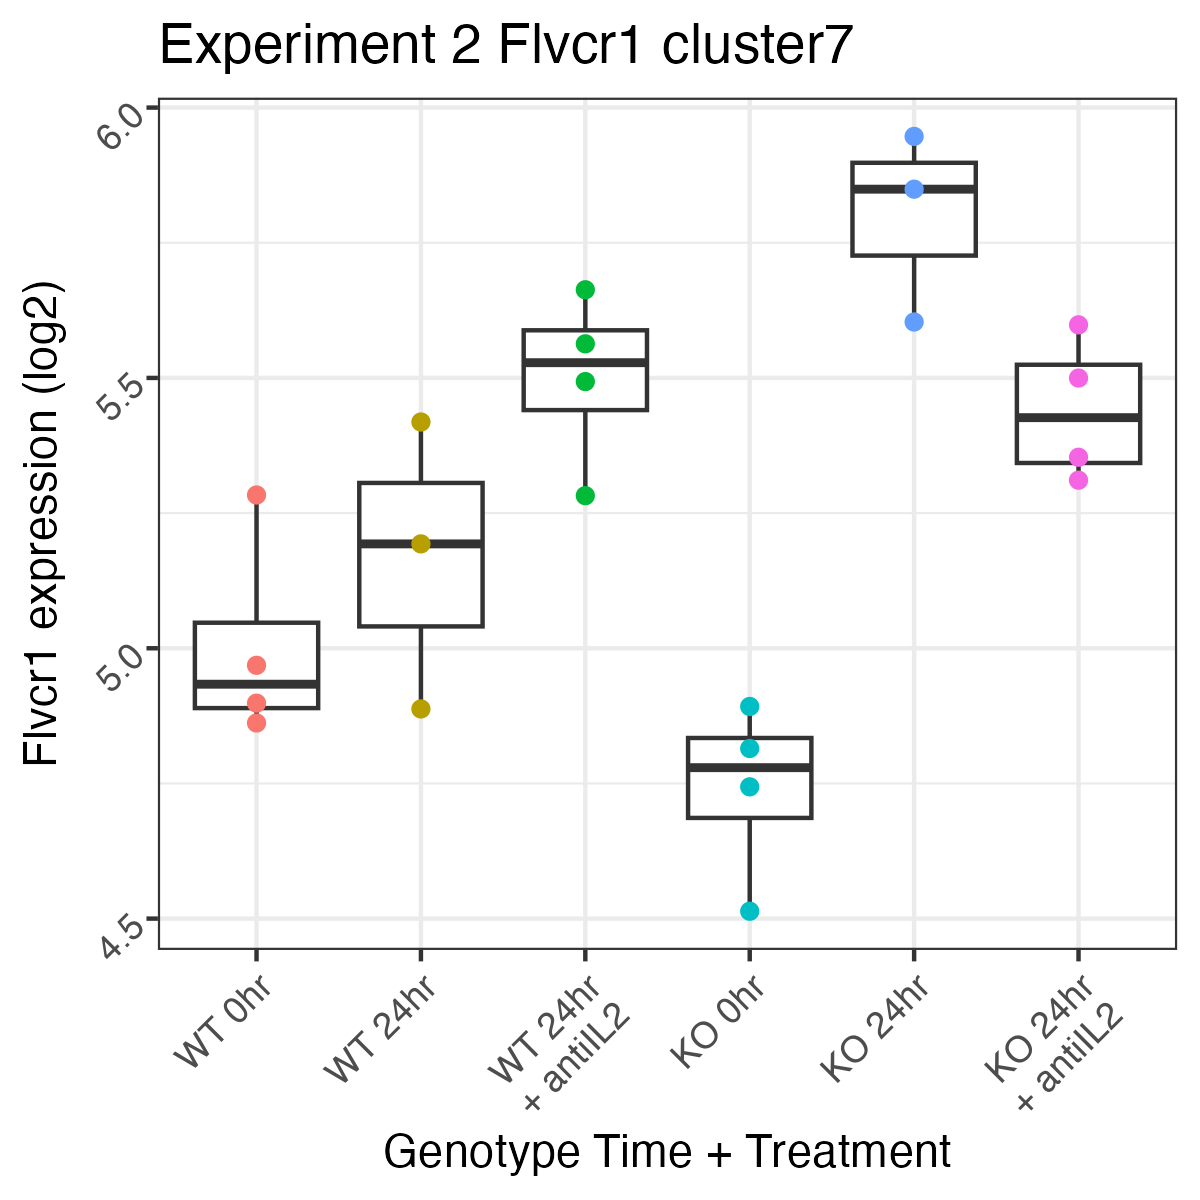 Experiment 2 Flvcr1 cluster7
Flvcr1 expression (log2)
6.0
5.5
5.0
4.5
WT 0hr
WT 24hr
WT 24hr
+ antiIL2
KO 0hr
KO 24hr
KO 24hr
+ antiIL2
Genotype Time + Treatment